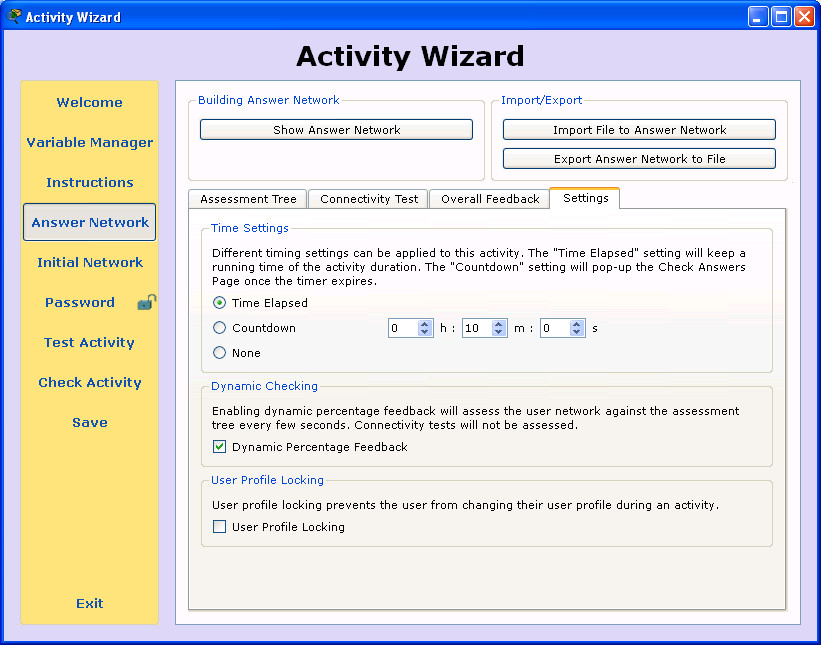 Activity Wizard
Activity Wizard
Welcome
Variable Manager
Instructions
Answer Network
Initial Network
Password
Test Activity
Check Activity
Save
Exit
Building Answer Network
Show Answer Network
Import/Export
Import File to Answer Network
Export Answer Network to File
Assessment Tree
Connectivity Test
Overall Feedback
Settings
Time Settings
Different timing settings can be applied to this activity. The "Time Elapsed" setting will keep a
running time of the activity duration. The "Countdown" setting will pop-up the Check Answers
Page once the timer expires.
Time Elapsed
Countdown 0 h : 10 m : 0 s
None
Dynamic Checking
Enabling dynamic percentage feedback will assess the user network against the assessment
tree every few seconds. Connectivity tests will not be assessed.
Dynamic Percentage Feedback
User Profile Locking
User profile locking prevents the user from changing their user profile during an activity.
User Profile Locking